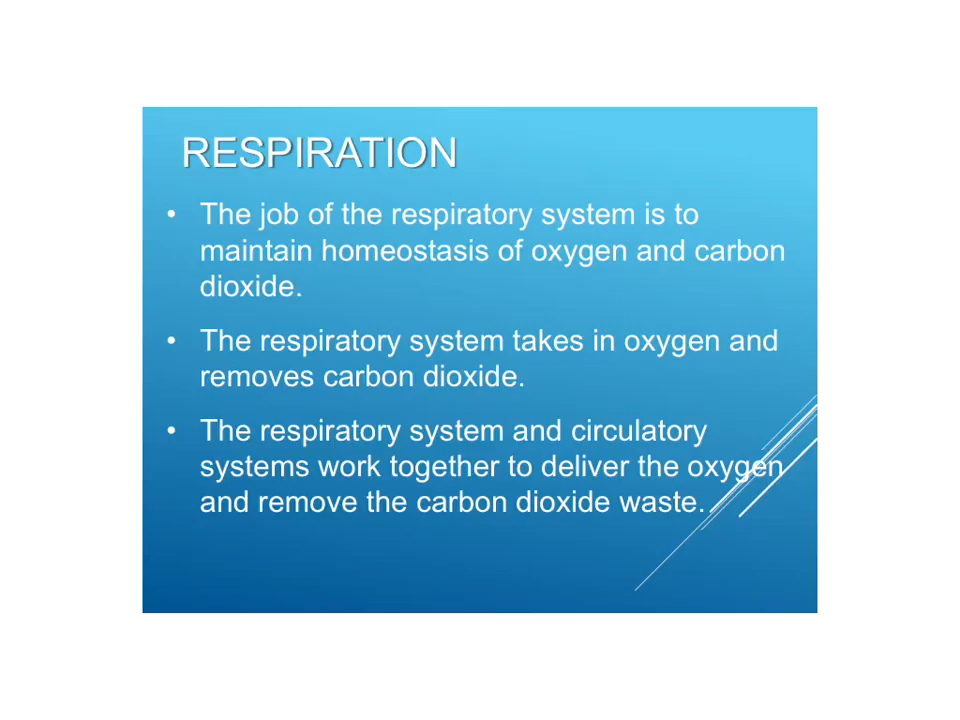 RESPIRATION
• The job of the respiratory system is to
maintain homeostasis of oxygen and carbon
dioxide.
• The respiratory system takes in oxygen and
removes carbon dioxide.
• The respiratory system and circulatory
systems work together to deliver the oxygen
and remove the carbon dioxide waste.